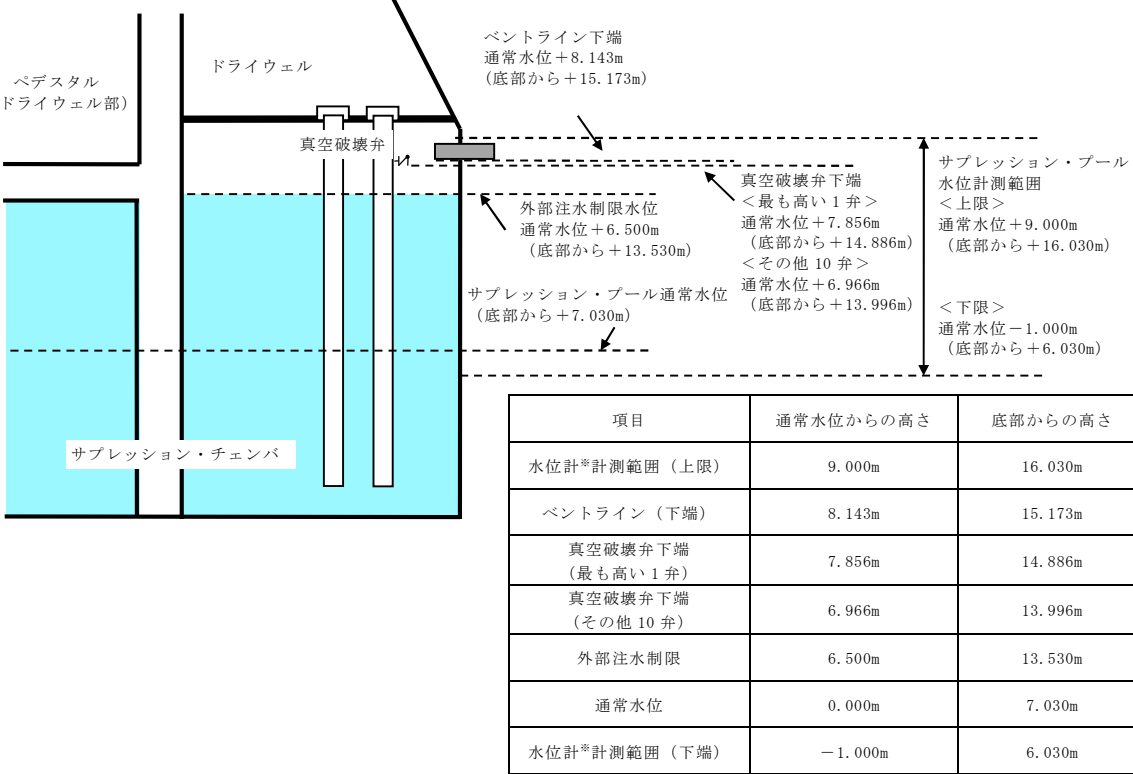 ベントライン下端
通常水位＋8.143m
(底部から＋15.173m)
ドライウェル
ペデスタル
ドライウェル部)
真空破壊弁
外部注水制限水位
通常水位＋6.500m
(底部から＋13.530m)
真空破壊弁下端
＜最も高い1弁＞
通常水位＋7.856m
(底部から＋14.886m)
＜その他10弁＞
通常水位＋6.966m
(底部から＋13.996m)
サプレッション・プール
水位計測範囲
＜上限＞
通常水位＋9.000m
(底部から＋16.030m)
＜下限＞
通常水位－1.000m
(底部から＋6.030m)
サプレッション・プール通常水位
(底部から＋7.030m)
サプレッション・チェンバ
項目 通常水位からの高さ 底部からの高さ
水位計※計測範囲（上限） 9.000m 16.030m
ベントライン（下端） 8.143m 15.173m
真空破壊弁下端
（最も高い1弁） 7.856m 14.886m
真空破壊弁下端
（その他10弁） 6.966m 13.996m
外部注水制限 6.500m 13.530m
通常水位 0.000m 7.030m
水位計※計測範囲（下端） －1.000m 6.030m